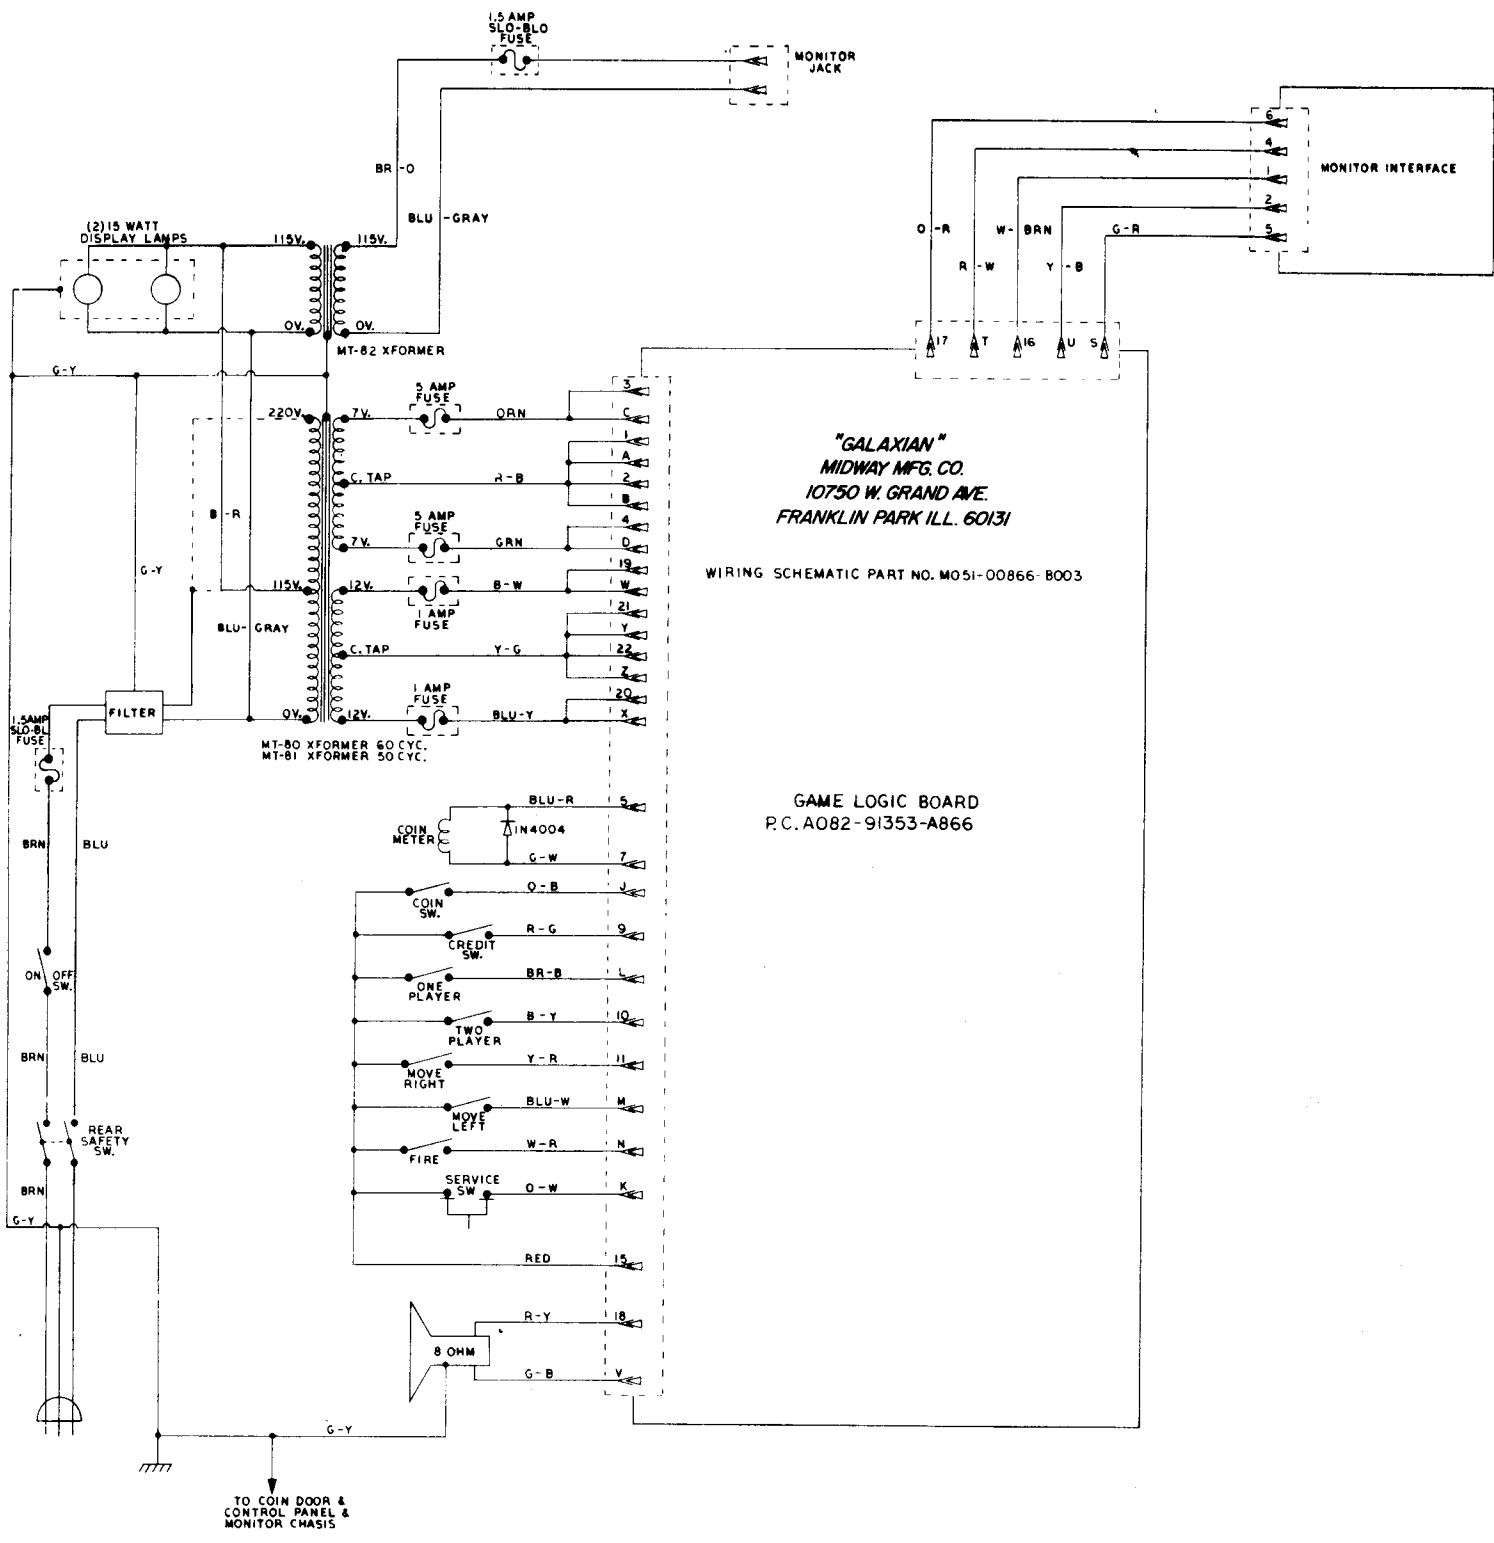 1.5 AMP
SLO-BLO
FUSE
MONITOR
JACK
6
4
1
2
5
MONITOR INTERFACE
BR-O
BLU-GRAY
O-R
R-W
W-BRN
Y-B
G-R
17 T 16 U S
(2) 15 WATT
DISPLAY LAMPS
115V. 115V.
0V. 0V.
MT-82 XFORMER
G-Y
220V. 7V.
5 AMP
FUSE
ORN
3
C
1
A
C. TAP
R-B
2
B
B-R
5 AMP
FUSE
4
7V.
GRN
D
G-Y
19
115V. 12V.
B-W
W
1 AMP
FUSE
21
Y
BLU-GRAY
C. TAP
Y-G
22
Z
1 AMP
FUSE
20
0V. 12V.
BLU-Y
X
FILTER
1.5AMP
SLO-BL
FUSE
MT-80 XFORMER 60 CYC.
MT-81 XFORMER 50 CYC.
"GALAXIAN"
MIDWAY MFG. CO.
10750 W. GRAND AVE.
FRANKLIN PARK ILL. 60131
WIRING SCHEMATIC PART NO. M051-00866-B003
GAME LOGIC BOARD
P.C. A082-91353-A866
BLU-R
5
COIN
METER
IN4004
G-W
7
BRN
BLU
O-B
J
COIN
SW.
R-G
9
CREDIT
SW.
ON OFF
SW.
BR-B
L
ONE
PLAYER
B-Y
10
TWO
PLAYER
BRN
BLU
Y-R
11
MOVE
RIGHT
BLU-W
M
MOVE
LEFT
REAR
SAFETY
SW.
W-R
N
FIRE
BRN
SERVICE
SW
O-W
K
G-Y
RED
15
R-Y
18
8 OHM
G-B
V
G-Y
TO COIN DOOR &
CONTROL PANEL &
MONITOR CHASIS